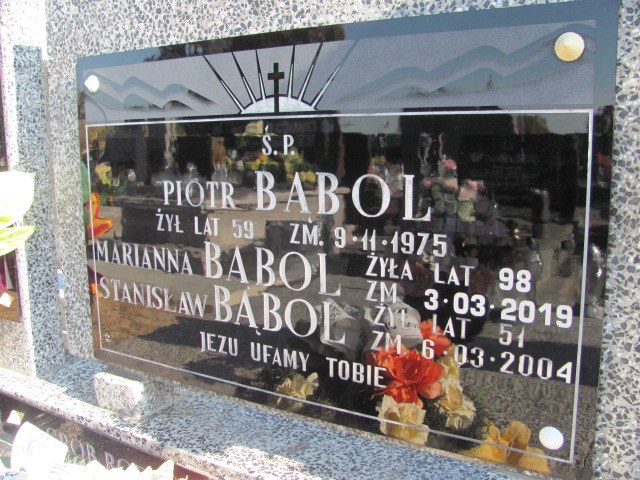 Ś.P.
PIOTR BĄBOL
ŻYŁ LAT 59 ZM. 9·11·1975
MARIANNA BĄBOL ŻYŁA LAT 98
ZM 3·03·2019
STANISŁAW BĄBOL ŻYŁ LAT 51
ZM 6·03·2004
JEZU UFAMY TOBIE